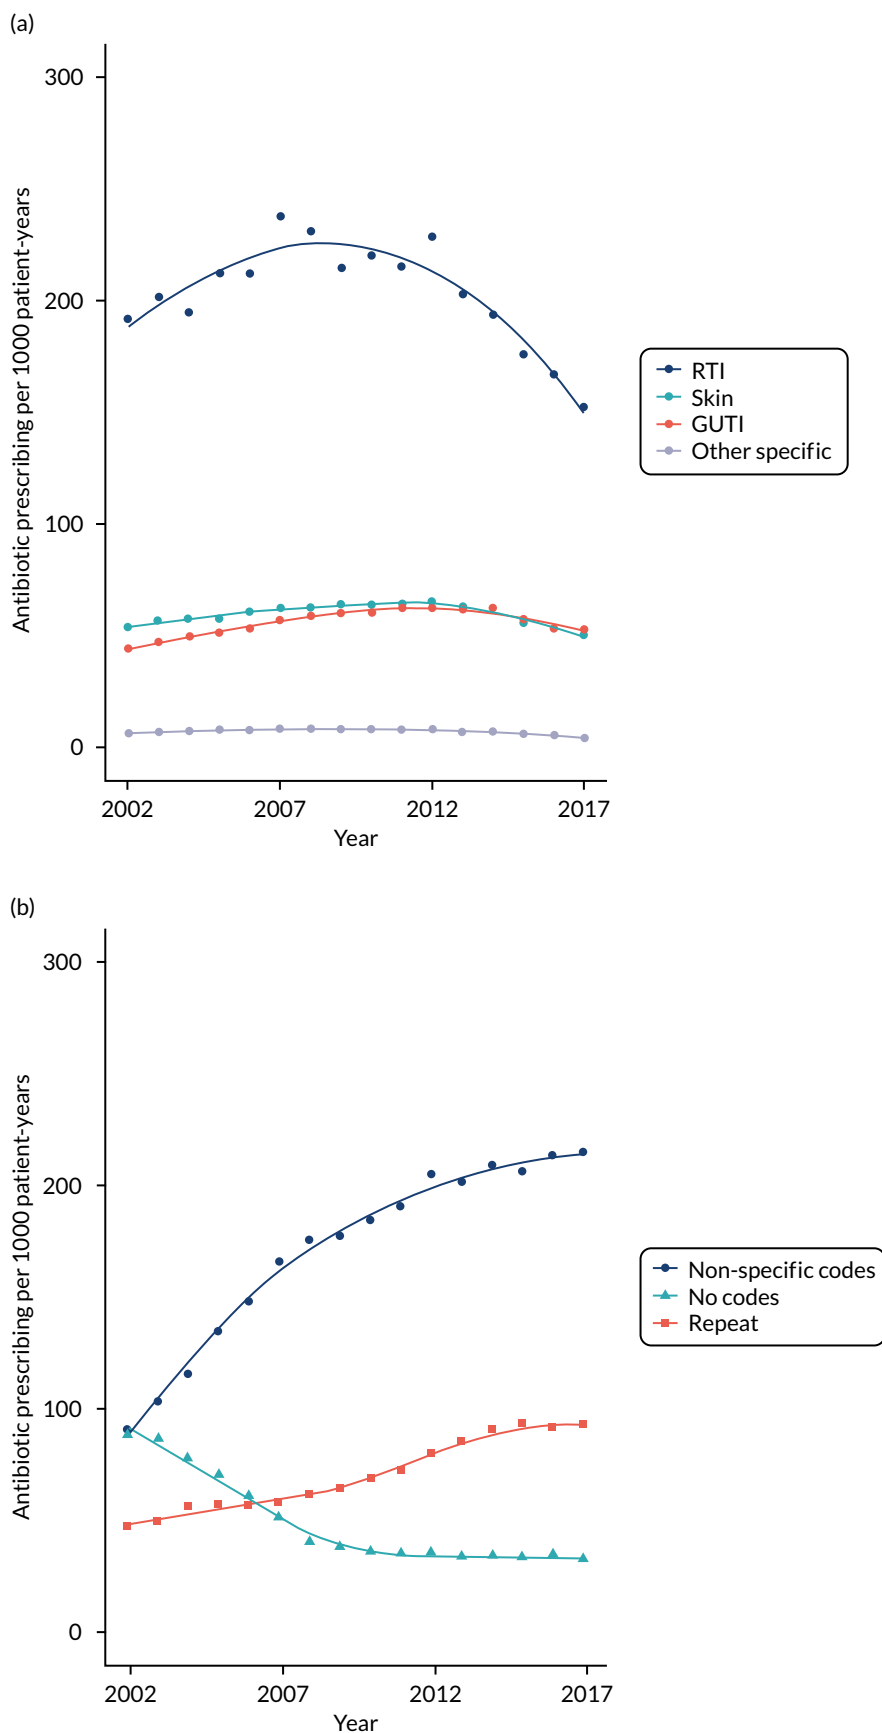 (a)
300
200
100
0
Antibiotic prescribing per 1000 patient-years
2002 2007 2012 2017
Year
RTI
Skin
GUTI
Other specific
(b)
300
200
100
0
Antibiotic prescribing per 1000 patient-years
2002 2007 2012 2017
Year
Non-specific codes
No codes
Repeat